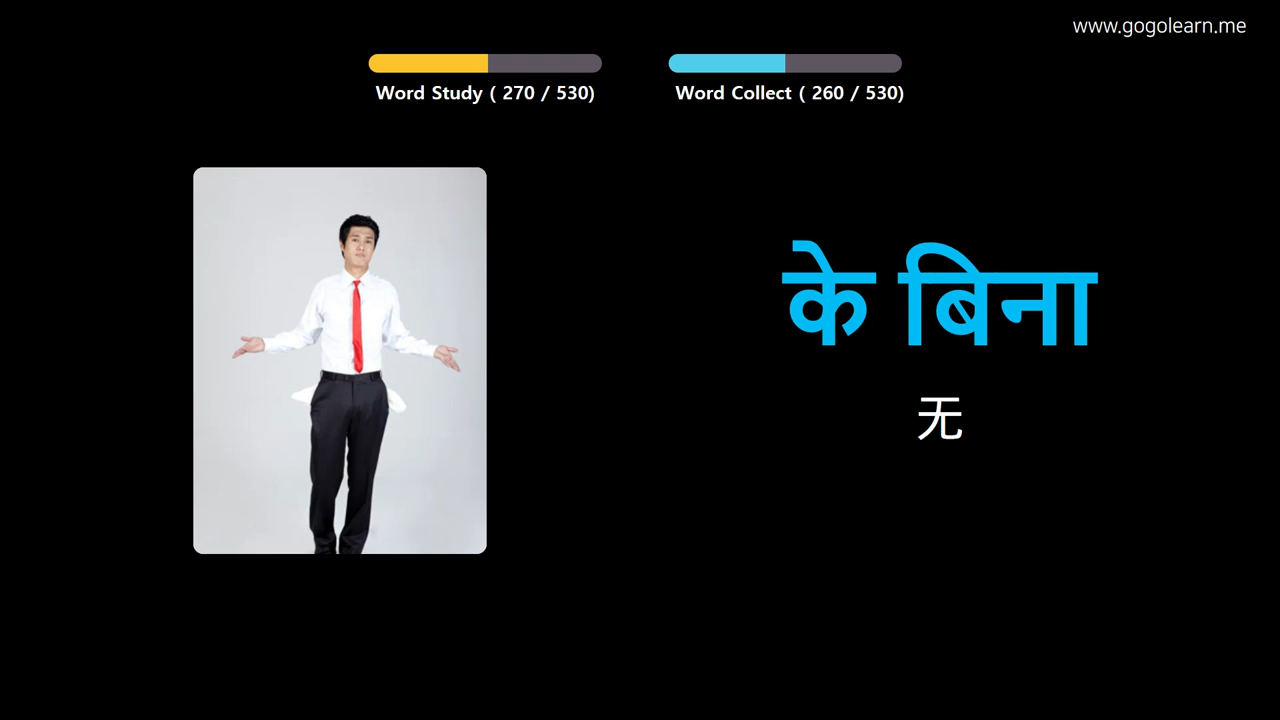 www.gogolearn.me
Word Study ( 270 / 530)
Word Collect ( 260 / 530)
के बिना
无